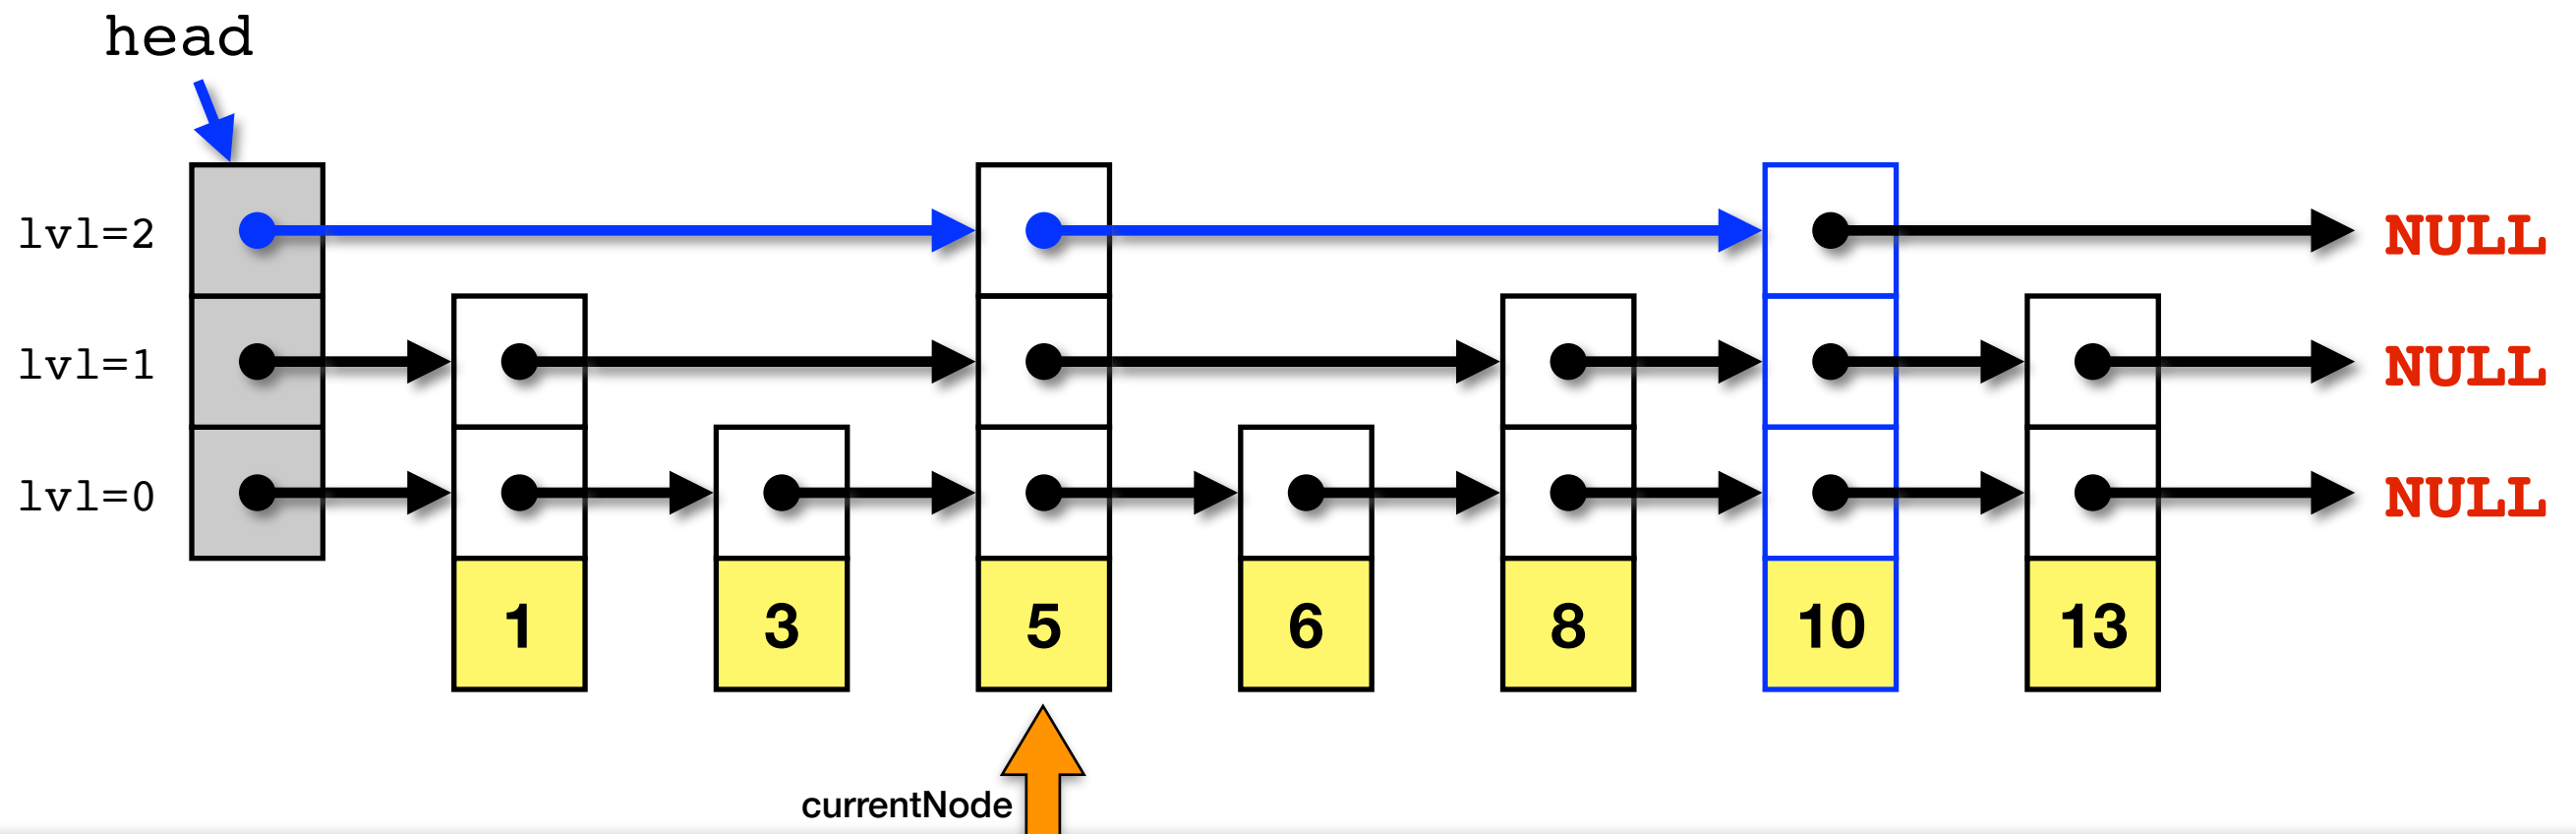 head
lvl=2 NULL
lvl=1 NULL
lvl=0 NULL
1 3 5 6 8 10 13
currentNode